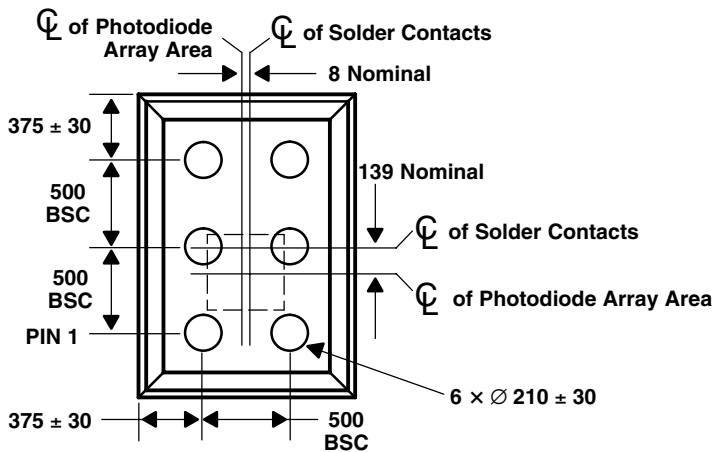 ℄ of Photodiode
Array Area
℄ of Solder Contacts
8 Nominal
375 ± 30
139 Nominal
500
BSC
℄ of Solder Contacts
500
BSC
℄ of Photodiode Array Area
PIN 1
6 × ∅ 210 ± 30
375 ± 30
500
BSC